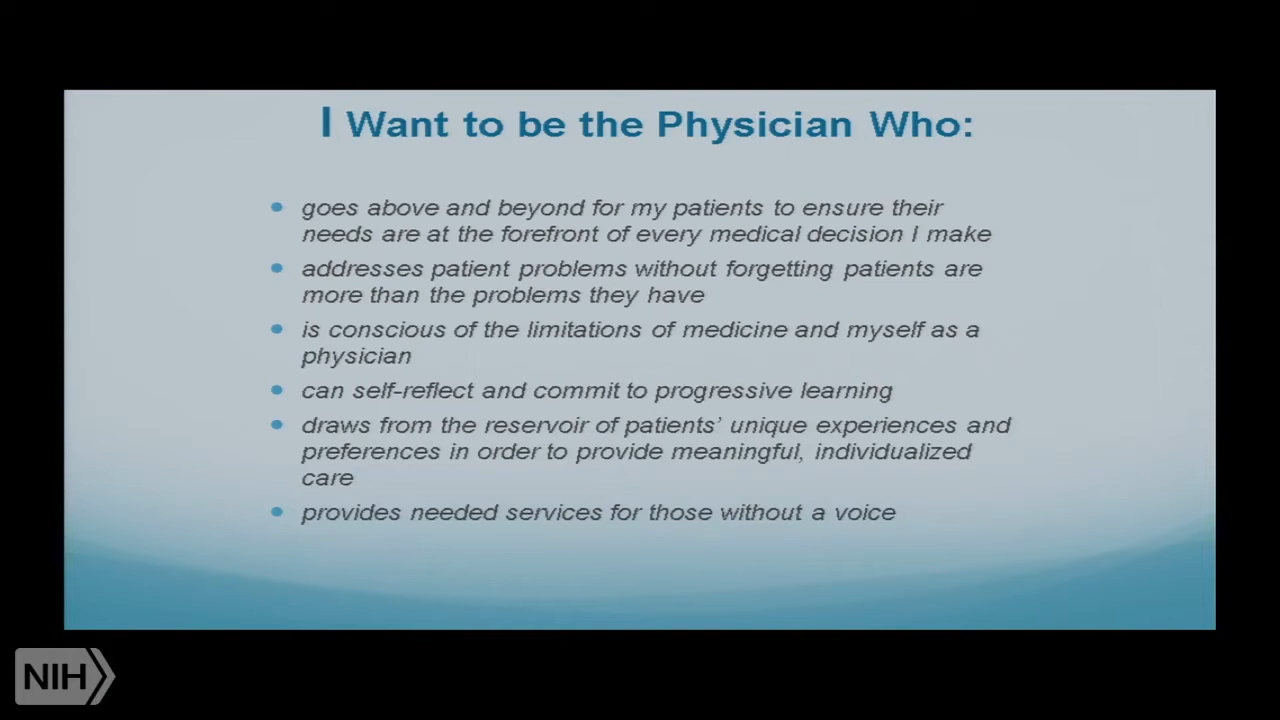 I Want to be the Physician Who:
• goes above and beyond for my patients to ensure their
needs are at the forefront of every medical decision I make
• addresses patient problems without forgetting patients are
more than the problems they have
• is conscious of the limitations of medicine and myself as a
physician
• can self-reflect and commit to progressive learning
• draws from the reservoir of patients’ unique experiences and
preferences in order to provide meaningful, individualized
care
• provides needed services for those without a voice
NIH